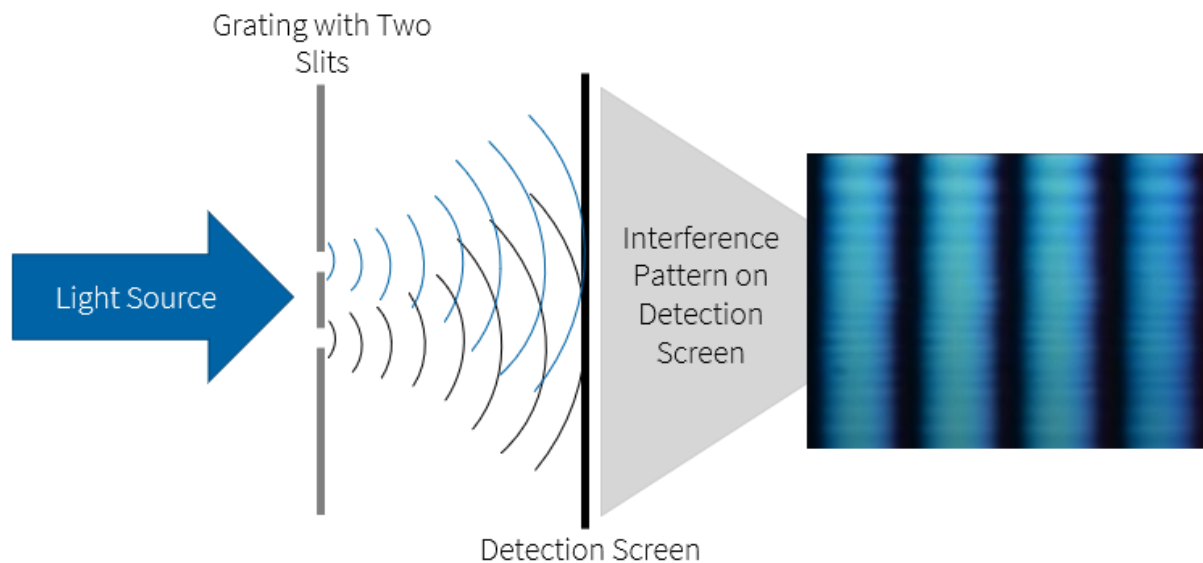 Grating with Two
Slits
Light Source
Interference
Pattern on
Detection
Screen
Detection Screen